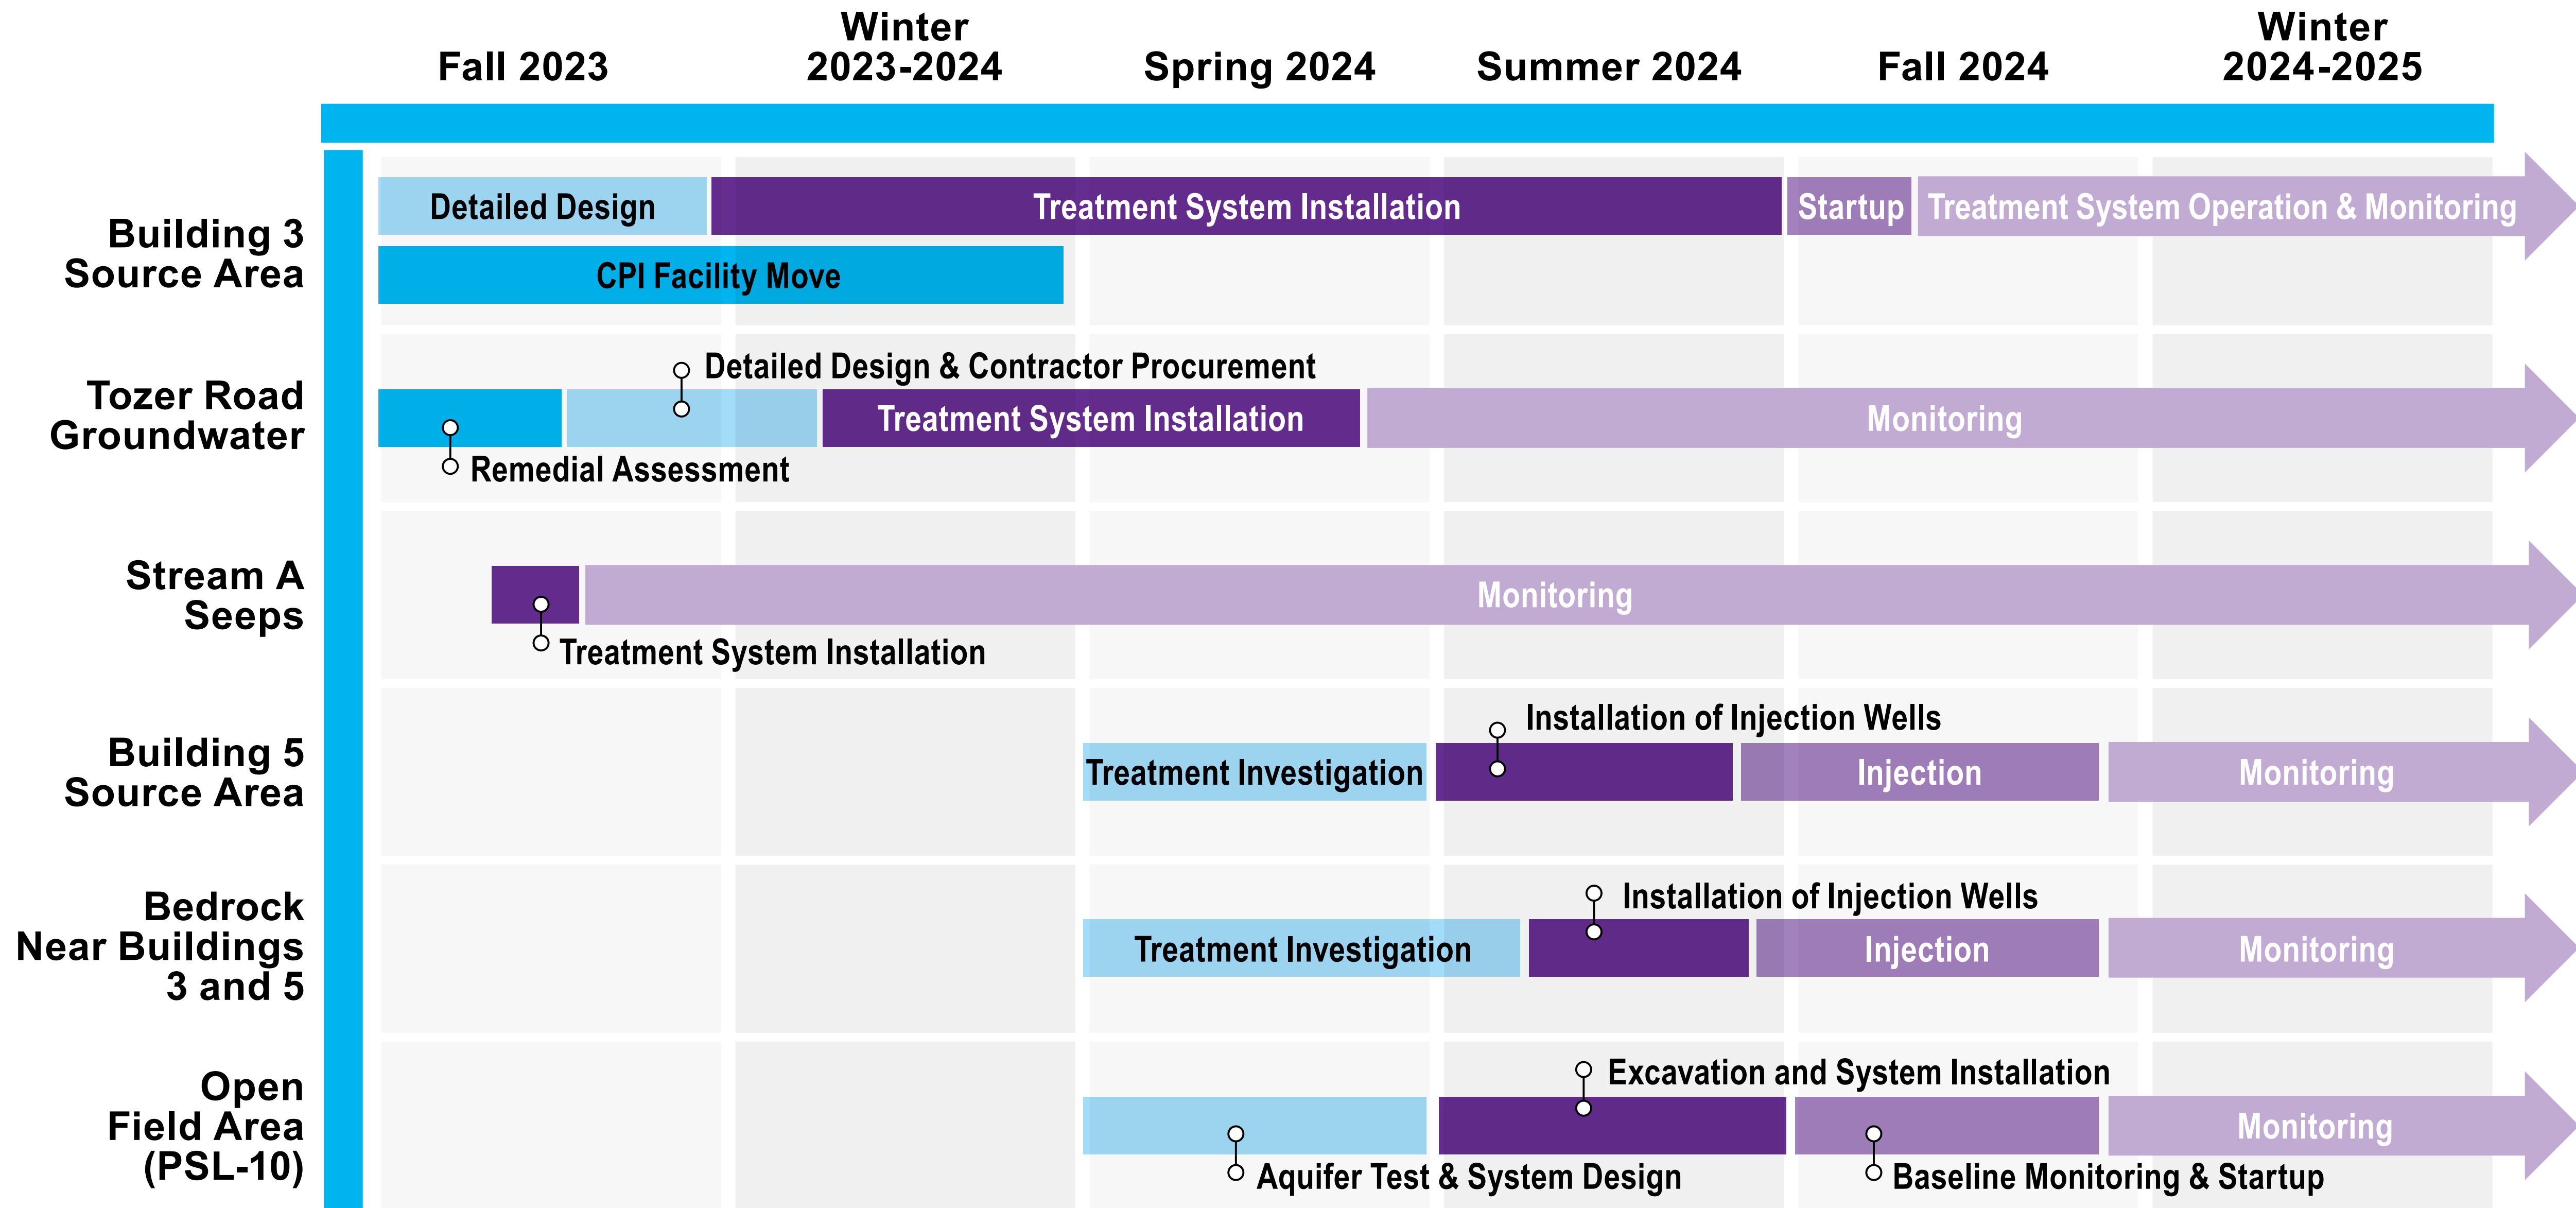 Fall 2023
Winter
2023-2024
Spring 2024
Summer 2024
Fall 2024
Winter
2024-2025
Building 3
Source Area
Detailed Design
Treatment System Installation
Startup
Treatment System Operation & Monitoring
CPI Facility Move
Tozer Road
Groundwater
Detailed Design & Contractor Procurement
Treatment System Installation
Monitoring
Remedial Assessment
Stream A
Seeps
Monitoring
Treatment System Installation
Building 5
Source Area
Installation of Injection Wells
Treatment Investigation
Injection
Monitoring
Bedrock
Near Buildings
3 and 5
Installation of Injection Wells
Treatment Investigation
Injection
Monitoring
Open
Field Area
(PSL-10)
Excavation and System Installation
Monitoring
Aquifer Test & System Design
Baseline Monitoring & Startup